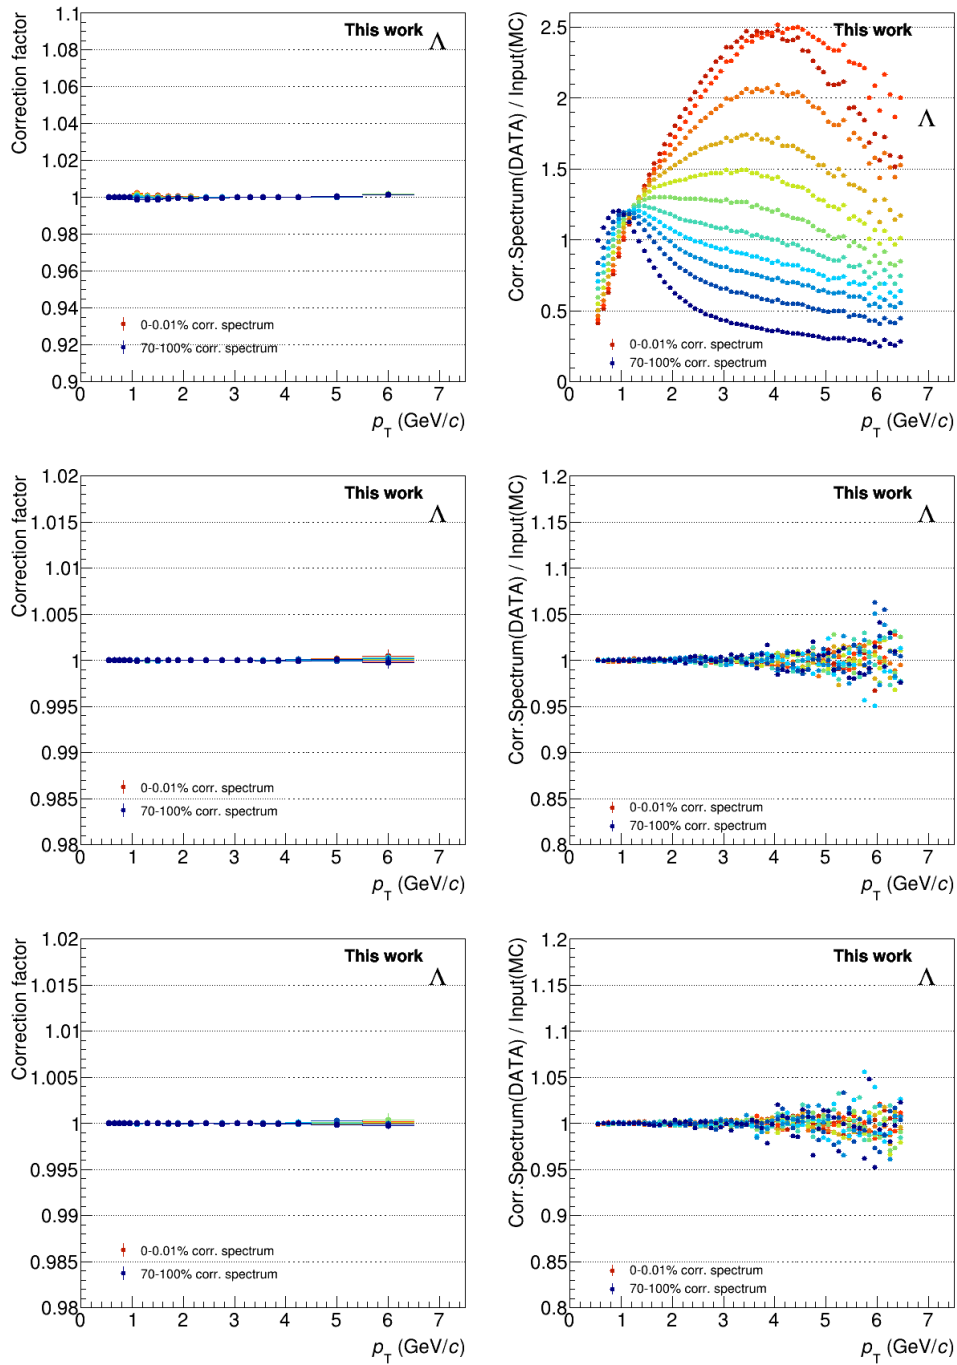 Correction factor
1.1
1.08
1.06
1.04
1.02
1
0.98
0.96
0.94
0.92
0.9
This work
Λ
0-0.01% corr. spectrum
70-100% corr. spectrum
0 1 2 3 4 5 6 7
pT (GeV/c)
Corr.Spectrum(DATA) / Input(MC)
2.5
2
1.5
1
0.5
0
This work
Λ
0-0.01% corr. spectrum
70-100% corr. spectrum
0 1 2 3 4 5 6 7
pT (GeV/c)
Correction factor
1.02
1.015
1.01
1.005
1
0.995
0.99
0.985
0.98
This work
Λ
0-0.01% corr. spectrum
70-100% corr. spectrum
0 1 2 3 4 5 6 7
pT (GeV/c)
Corr.Spectrum(DATA) / Input(MC)
1.2
1.15
1.1
1.05
1
0.95
0.9
0.85
0.8
This work
Λ
0-0.01% corr. spectrum
70-100% corr. spectrum
0 1 2 3 4 5 6 7
pT (GeV/c)
Correction factor
1.02
1.015
1.01
1.005
1
0.995
0.99
0.985
0.98
This work
Λ
0-0.01% corr. spectrum
70-100% corr. spectrum
0 1 2 3 4 5 6 7
pT (GeV/c)
Corr.Spectrum(DATA) / Input(MC)
1.2
1.15
1.1
1.05
1
0.95
0.9
0.85
0.8
This work
Λ
0-0.01% corr. spectrum
70-100% corr. spectrum
0 1 2 3 4 5 6 7
pT (GeV/c)